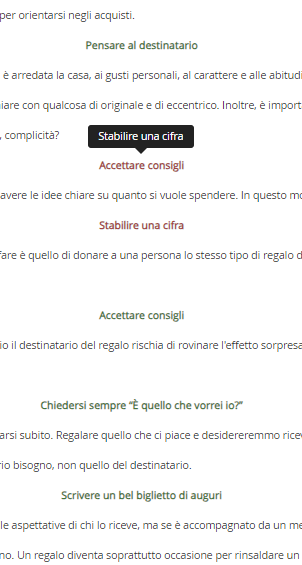 per orientarsi negli acquisti.
Pensare al destinatario
è arredata la casa, ai gusti personali, al carattere e alle abitudi
iare con qualcosa di originale e di eccentrico. Inoltre, è import
, complicità?
Stabilire una cifra
Accettare consigli
avere le idee chiare su quanto si vuole spendere. In questo mo
Stabilire una cifra
fare è quello di donare a una persona lo stesso tipo di regalo d
Accettare consigli
io il destinatario del regalo rischia di rovinare l'effetto sorpresa
Chiedersi sempre “È quello che vorrei io?”
arsi subito. Regalare quello che ci piace e desidereremmo rice
rio bisogno, non quello del destinatario.
Scrivere un bel biglietto di auguri
le aspettative di chi lo riceve, ma se è accompagnato da un me
no. Un regalo diventa soprattutto occasione per rinsaldare un